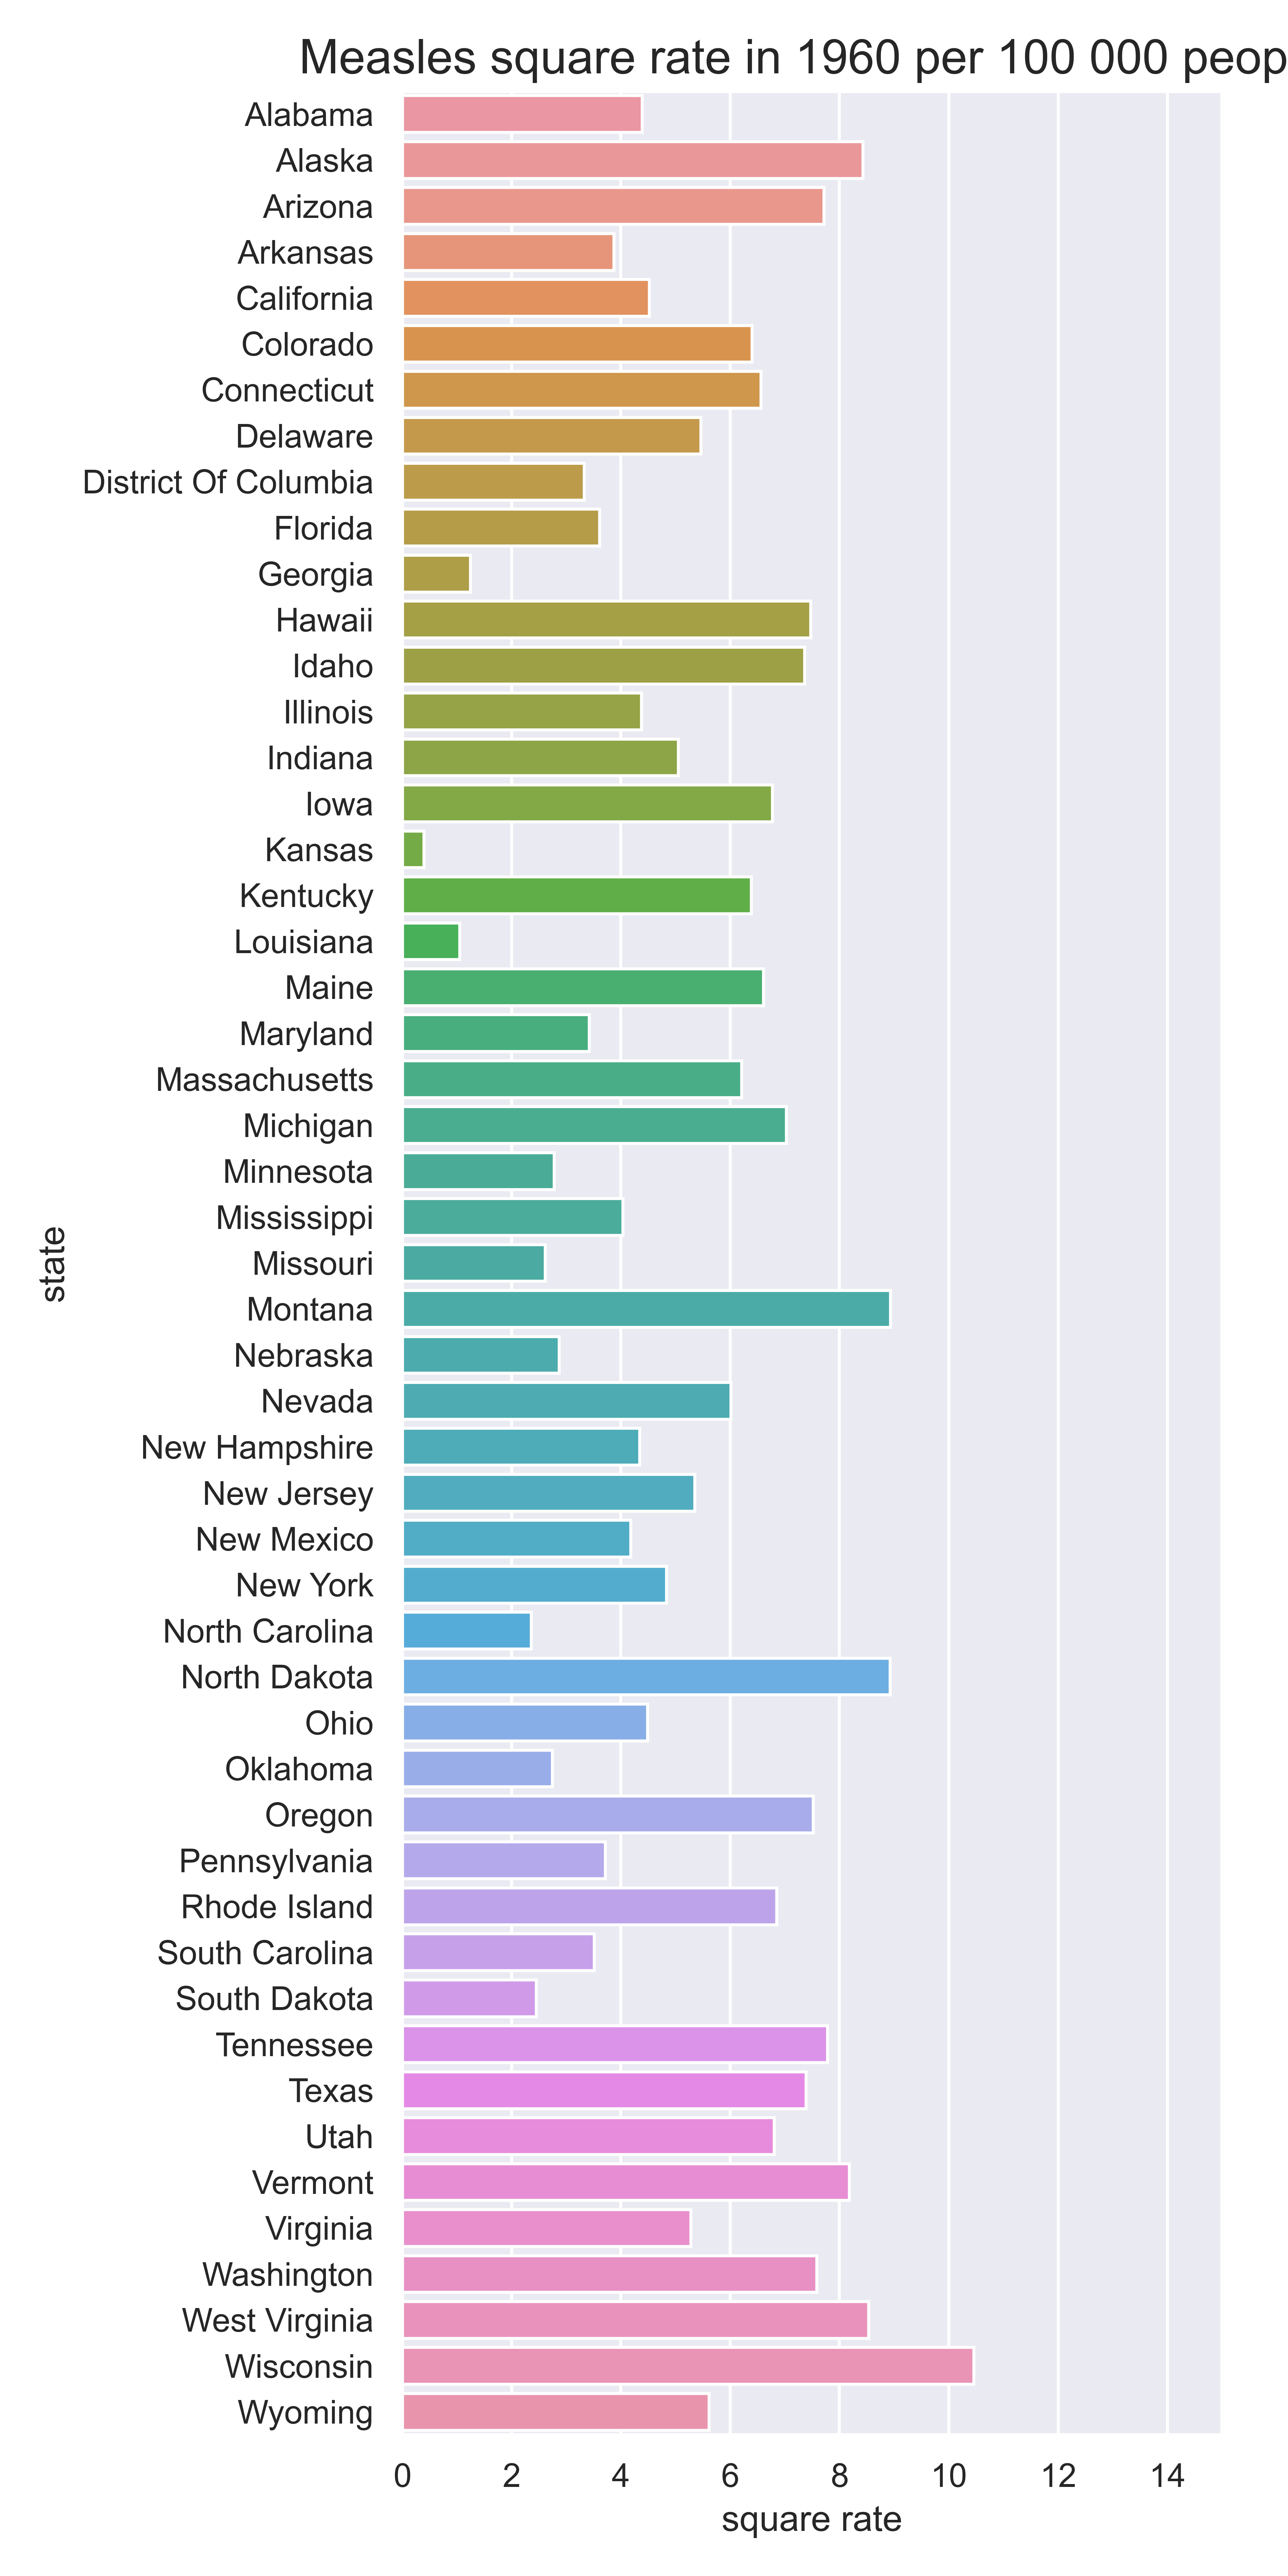 Measles square rate in 1960 per 100 000 peop
Alabama
Alaska
Arizona
Arkansas
California
Colorado
Connecticut
Delaware
District Of Columbia
Florida
Georgia
Hawaii
Idaho
Illinois
Indiana
Iowa
Kansas
Kentucky
Louisiana
Maine
Maryland
Massachusetts
Michigan
Minnesota
Mississippi
Missouri
Montana
Nebraska
Nevada
New Hampshire
New Jersey
New Mexico
New York
North Carolina
North Dakota
Ohio
Oklahoma
Oregon
Pennsylvania
Rhode Island
South Carolina
South Dakota
Tennessee
Texas
Utah
Vermont
Virginia
Washington
West Virginia
Wisconsin
Wyoming
state
0 2 4 6 8 10 12 14
square rate